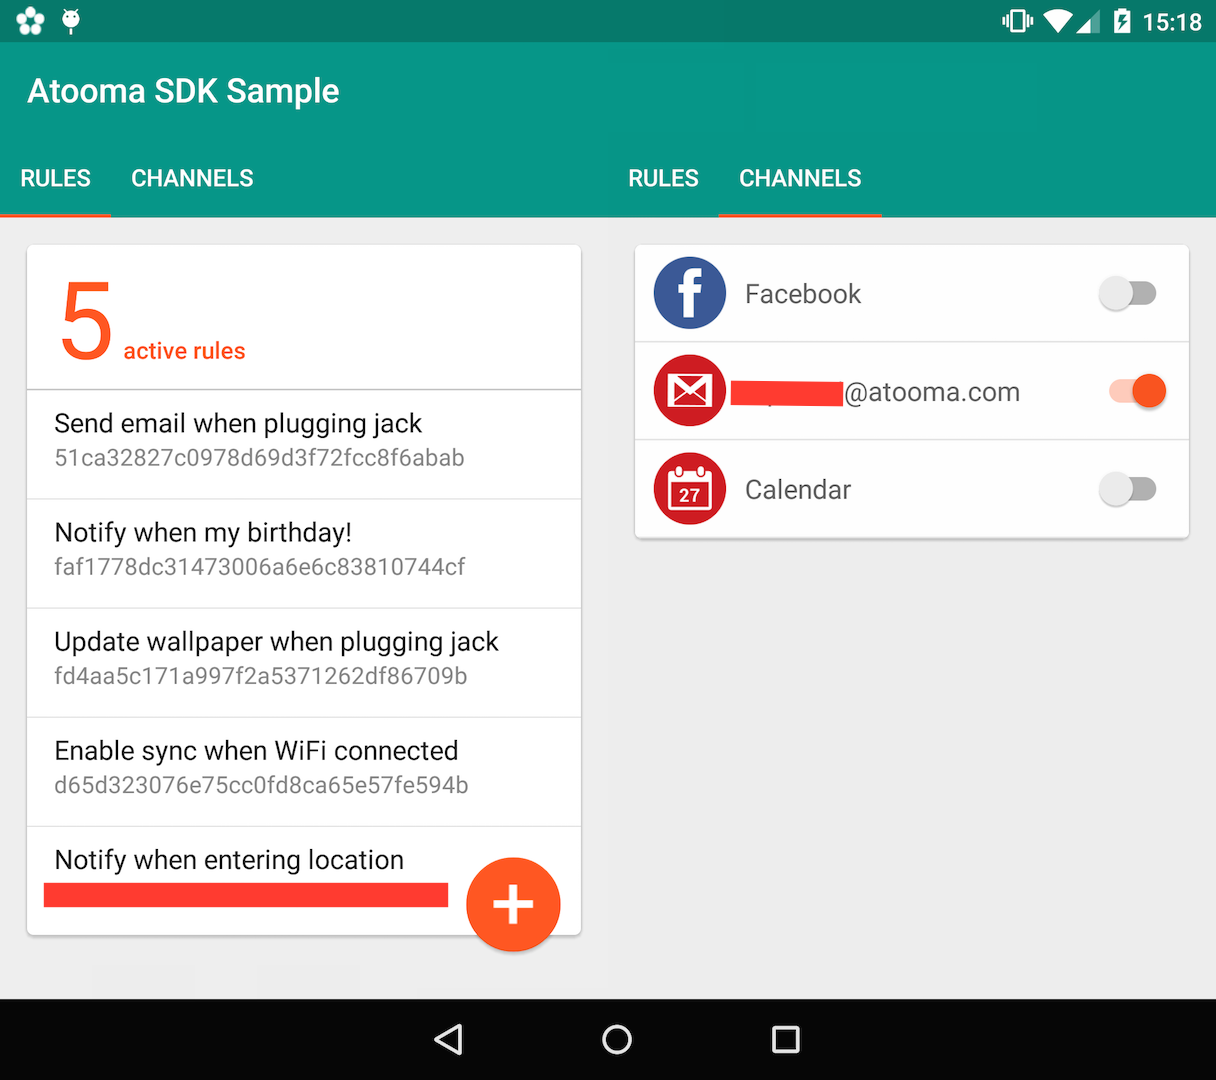 15:18
Atooma SDK Sample
RULES CHANNELS
5 active rules
Send email when plugging jack
51ca32827c0978d69d3f72fcc8f6abab
Notify when my birthday!
faf1778dc31473006a6e6c83810744cf
Update wallpaper when plugging jack
fd4aa5c171a997f2a5371262df86709b
Enable sync when WiFi connected
d65d323076e75cc0fd8ca65e57fe594b
Notify when entering location
RULES CHANNELS
f Facebook
@atooma.com
27 Calendar